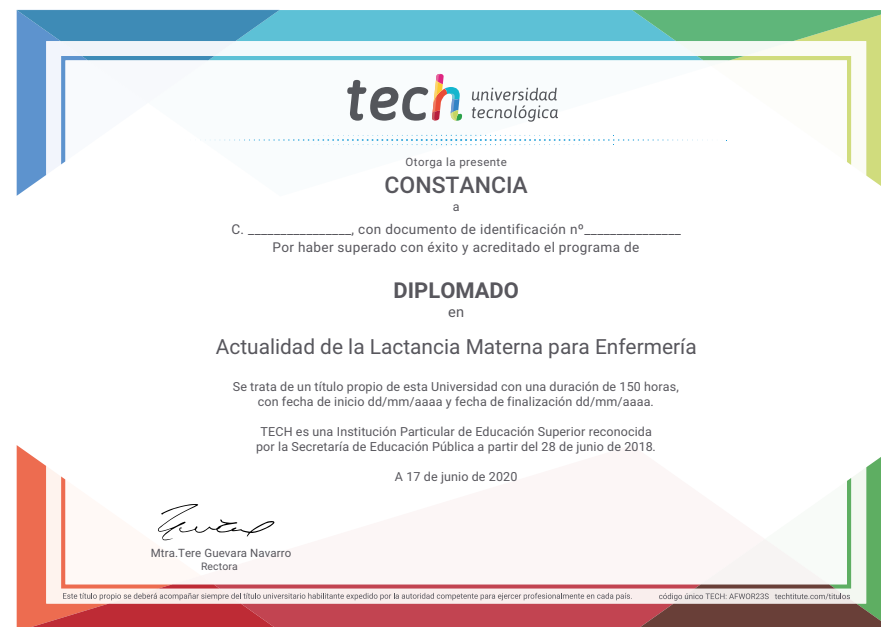 tech universidad
tecnológica
Otorga la presente
CONSTANCIA
a
C. ________________, con documento de identificación nº_______________
Por haber superado con éxito y acreditado el programa de
DIPLOMADO
en
Actualidad de la Lactancia Materna para Enfermería
Se trata de un título propio de esta Universidad con una duración de 150 horas,
con fecha de inicio dd/mm/aaaa y fecha de finalización dd/mm/aaaa.
TECH es una Institución Particular de Educación Superior reconocida
por la Secretaría de Educación Pública a partir del 28 de junio de 2018.
A 17 de junio de 2020
Mtra.Tere Guevara Navarro
Rectora
Este título propio se deberá acompañar siempre del título universitario habilitante expedido por la autoridad competente para ejercer profesionalmente en cada país. código único TECH: AFWOR23S techtitute.com/titulos